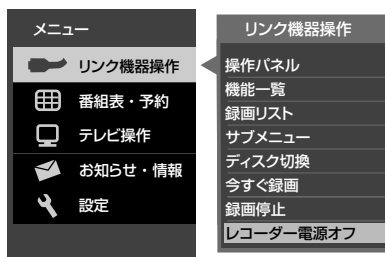 メニュー
リンク機器操作
番組表・予約
テレビ操作
お知らせ・情報
設定
リンク機器操作
操作パネル
機能一覧
録画リスト
サブメニュー
ディスク切換
今すぐ録画
録画停止
レコーダー電源オフ